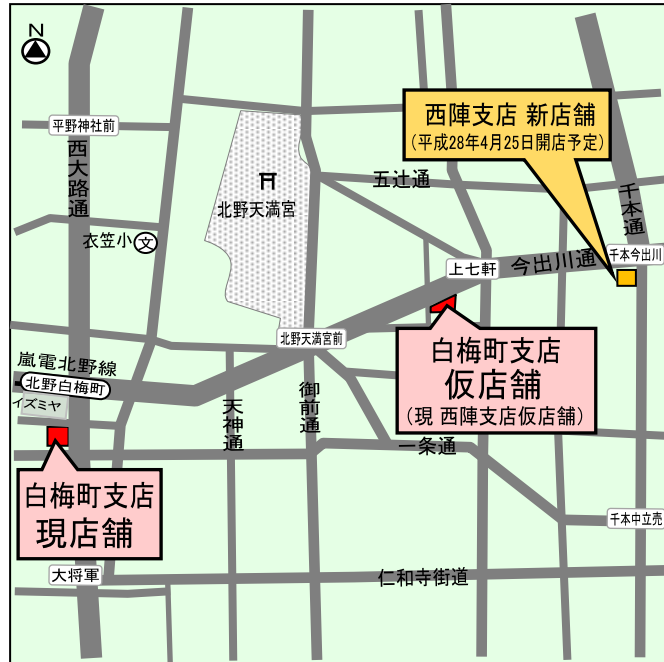 N
西陣支店 新店舗
(平成28年4月25日開店予定)
平野神社前
西大路通
北野天満宮
五辻通
千本通
衣笠小
文
千本今出川
今出川通
上七軒
北野天満宮前
白梅町支店
仮店舗
(現 西陣支店仮店舗)
嵐電北野線
北野白梅町
イズミヤ
天神通
御前通
一条通
白梅町支店
現店舗
千本中立売
大将軍
仁和寺街道